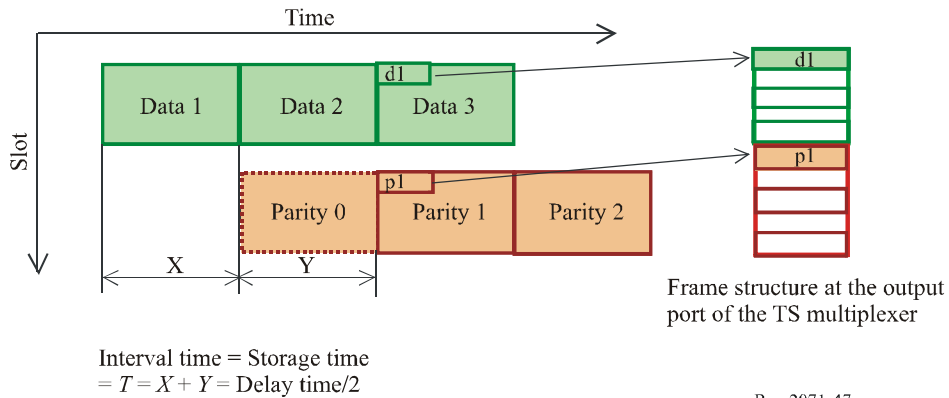 Time
Slot
Data 1
Data 2
d1
Data 3
Parity 0
p1
Parity 1
Parity 2
X
Y
d1
p1
Frame structure at the output
port of the TS multiplexer
Interval time = Storage time
= T = X + Y = Delay time/2